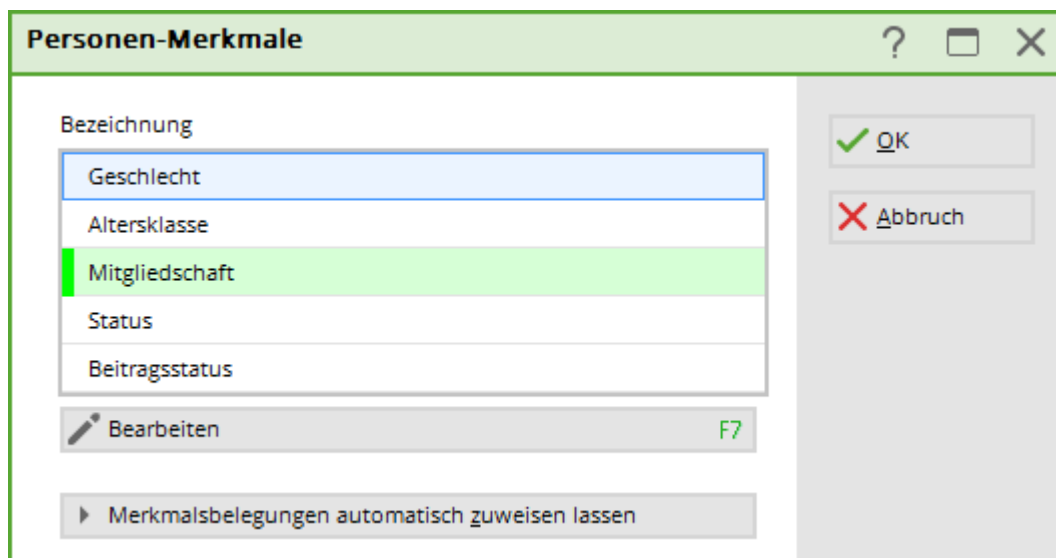 Personen-Merkmale
Bezeichnung
Geschlecht
Altersklasse
Mitgliedschaft
Status
Beitragsstatus
Bearbeiten F7
Merkmalsbelegungen automatisch zuweisen lassen
OK
Abbruch